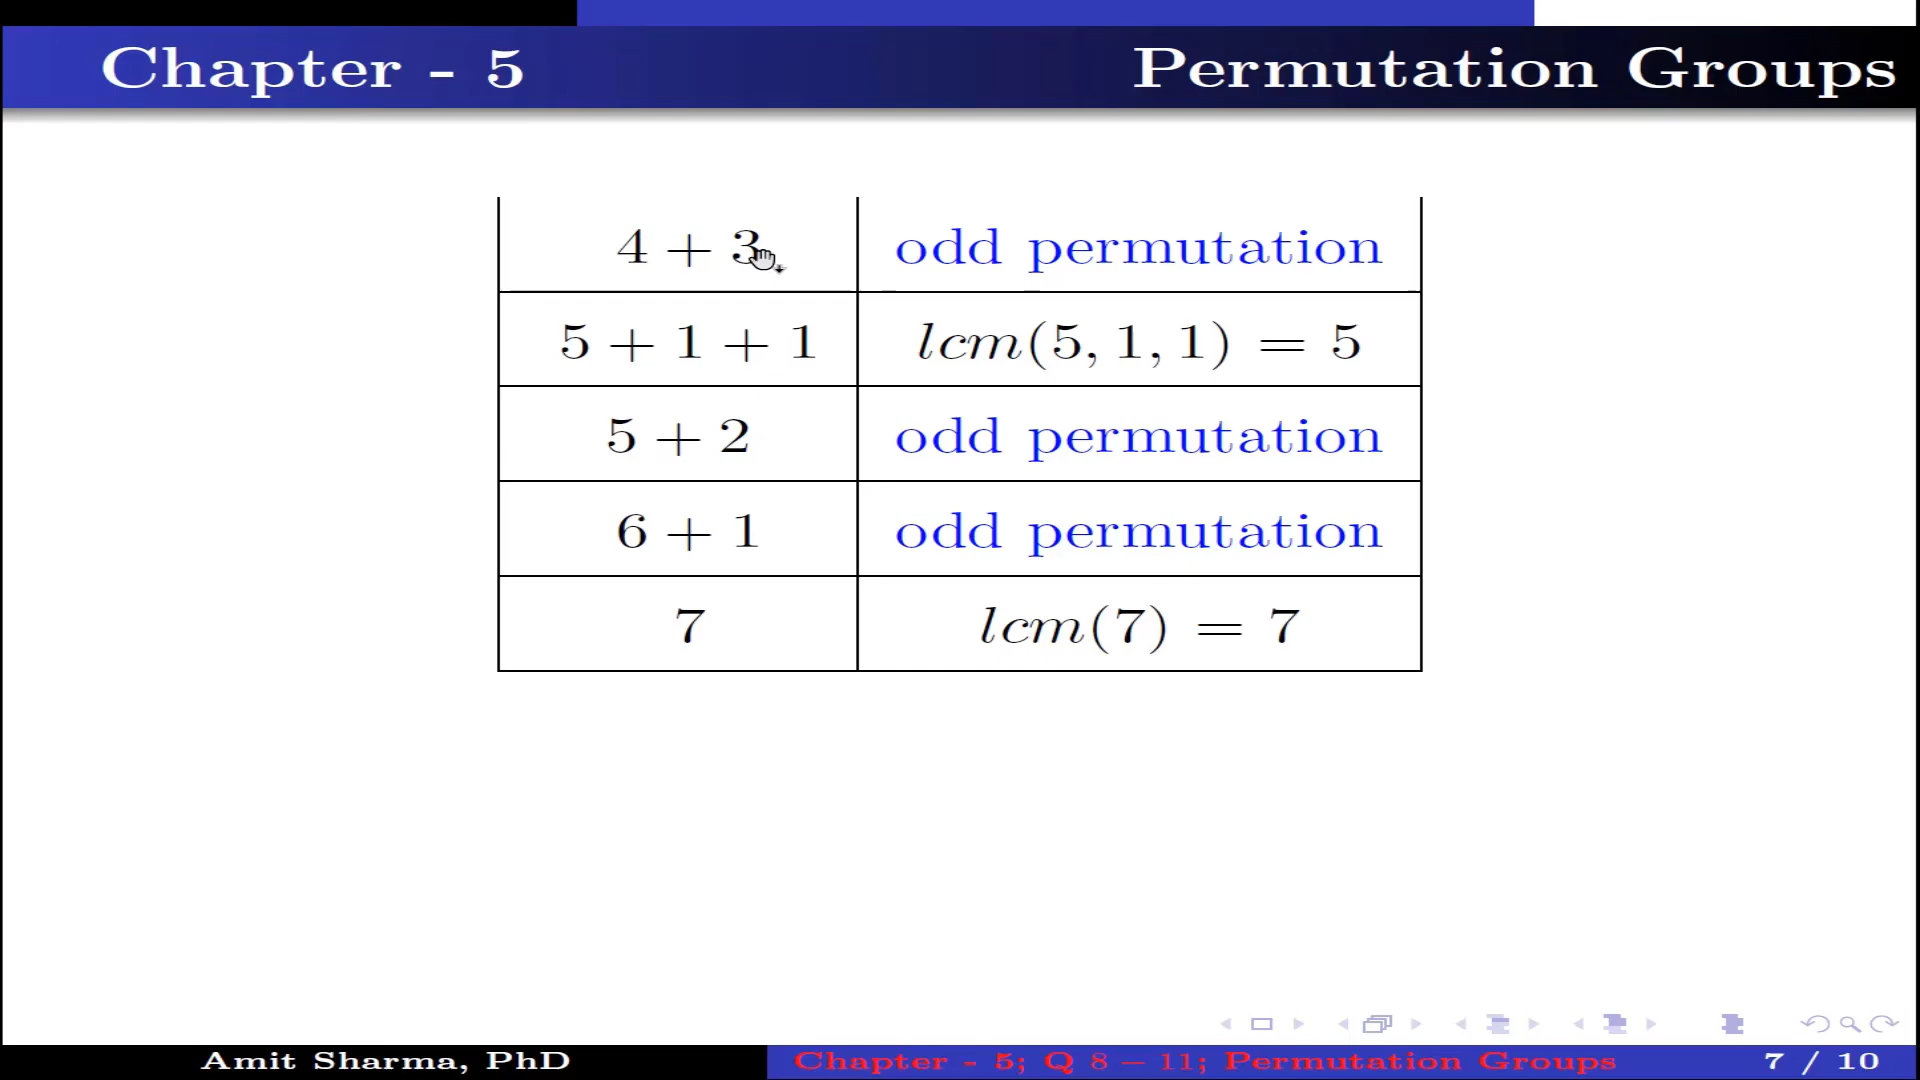 Chapter - 5 Permutation Groups
4 + 3 odd permutation
5 + 1 + 1 lcm(5, 1, 1) = 5
5 + 2 odd permutation
6 + 1 odd permutation
7 lcm(7) = 7
Amit Sharma, PhD Chapter - 5; Q 8 − 11; Permutation Groups 7 / 10